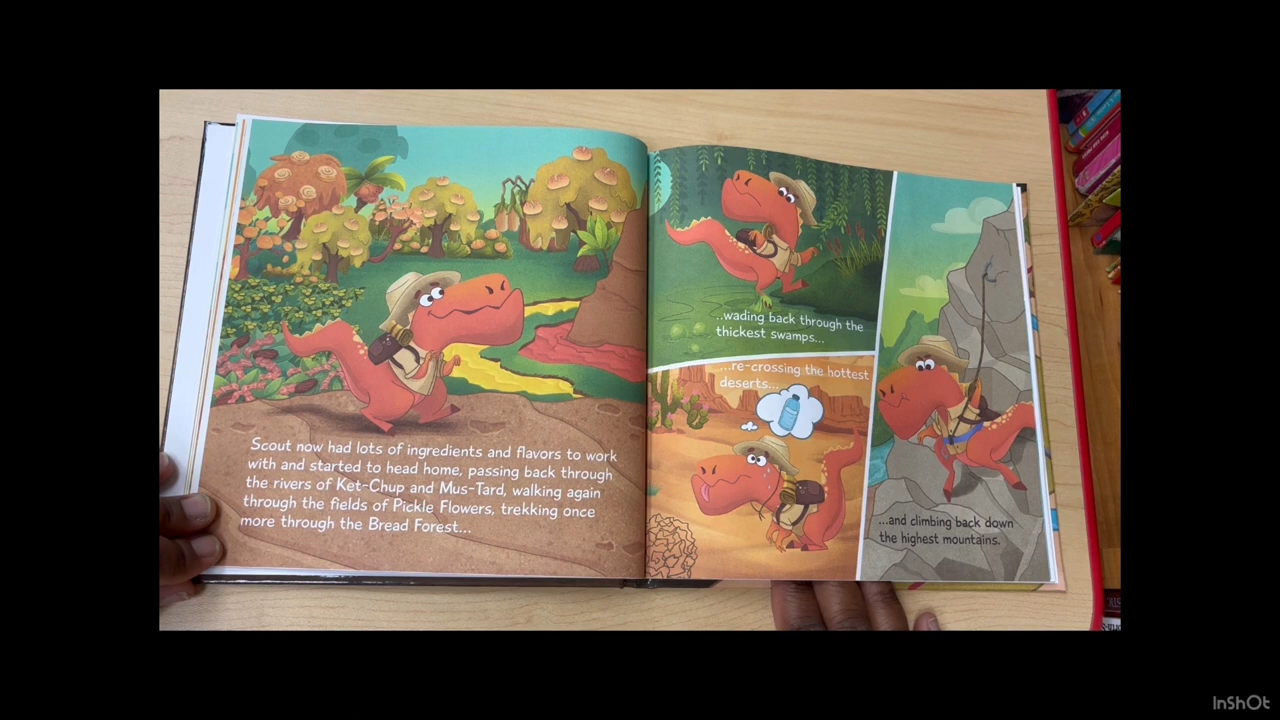 Scout now had lots of ingredients and flavors to work
with and started to head home, passing back through
the rivers of Ket-Chup and Mus-Tard, walking again
through the fields of Pickle Flowers, trekking once
more through the Bread Forest...
...wading back through the
thickest swamps...
...re-crossing the hottest
deserts...
...and climbing back down
the highest mountains.
InShOt